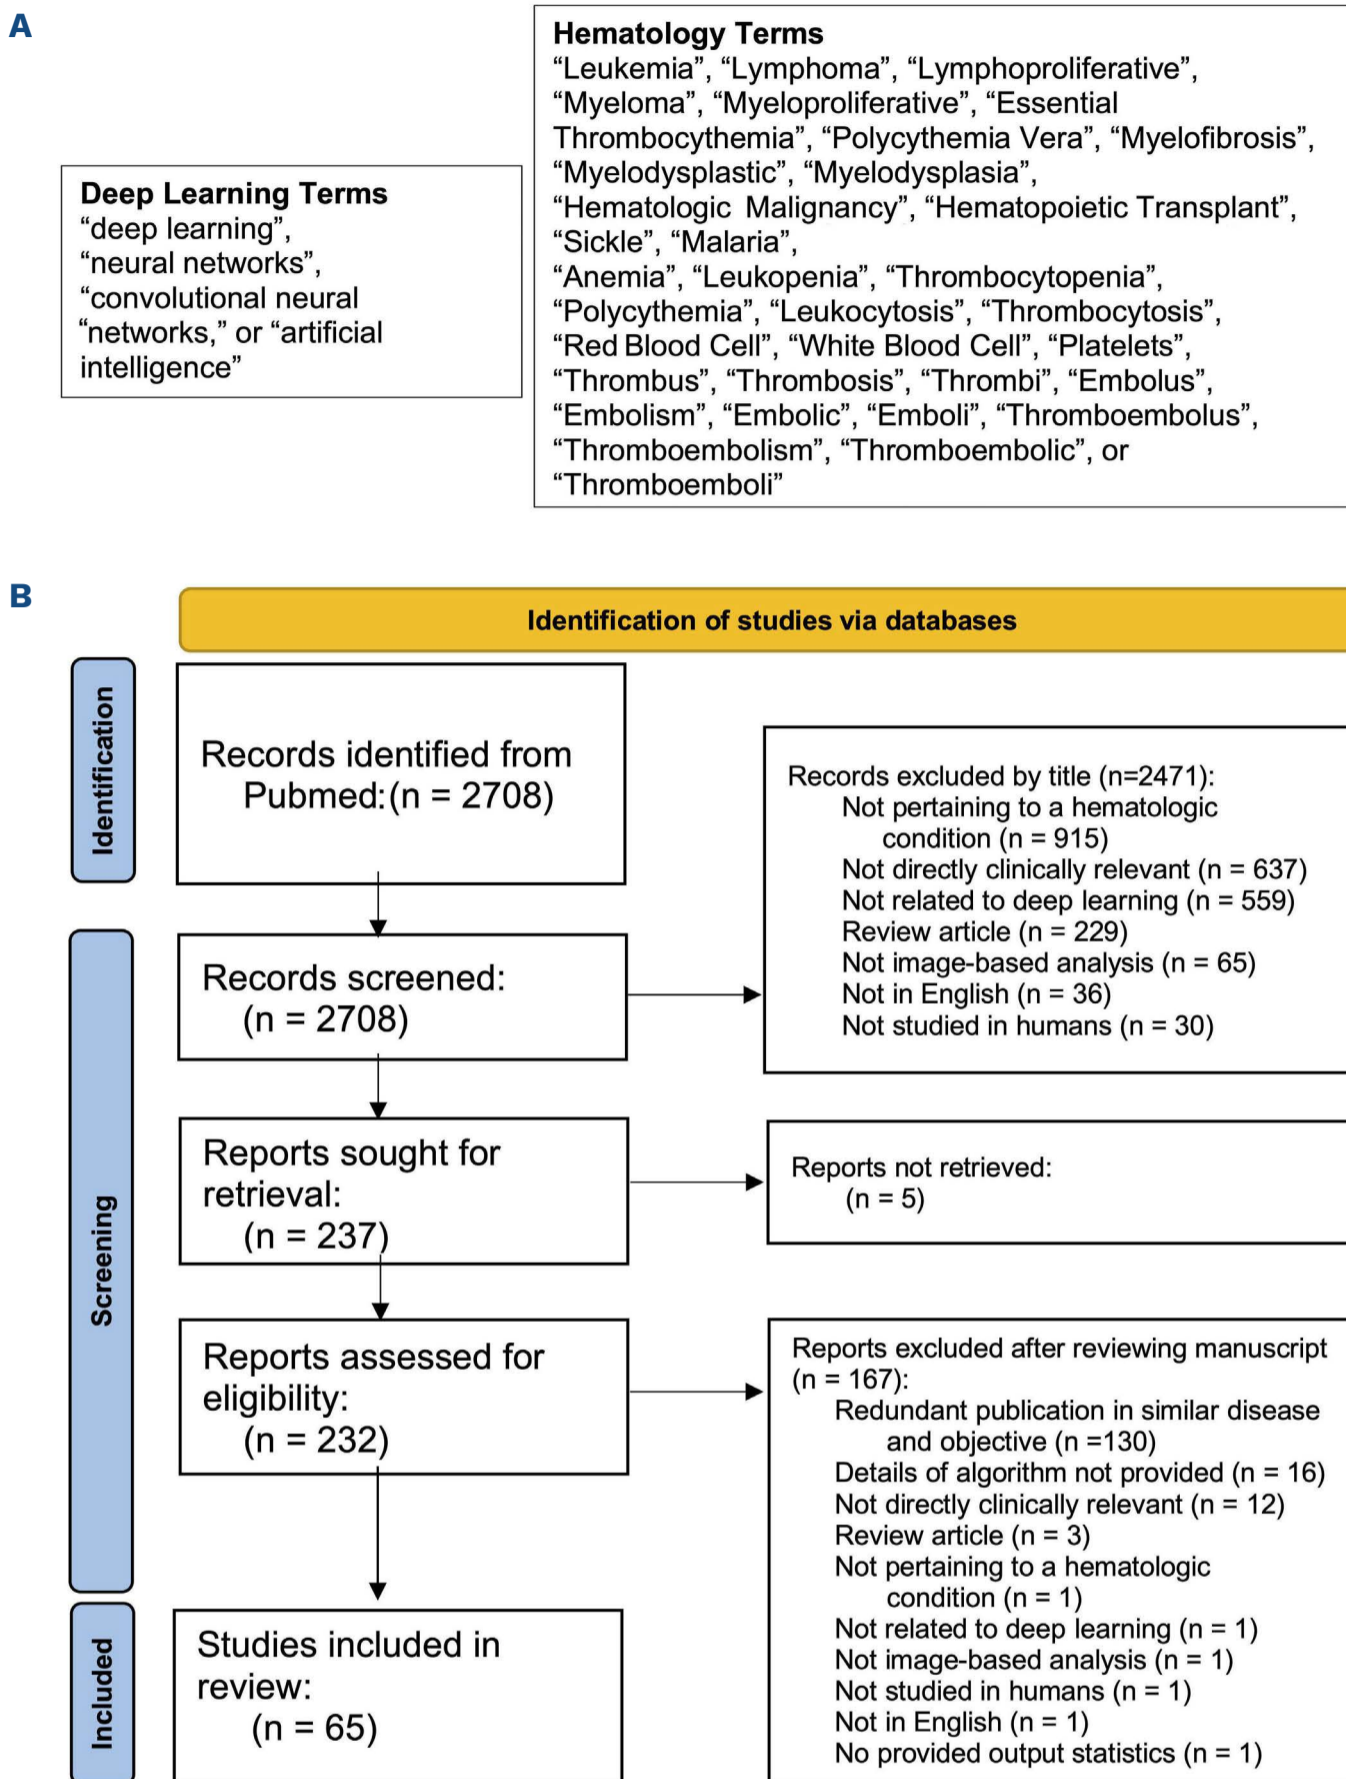 A
Deep Learning Terms
“deep learning”,
“neural networks”,
“convolutional neural
“networks,” or “artificial
intelligence”
Hematology Terms
“Leukemia”, “Lymphoma”, “Lymphoproliferative”,
“Myeloma”, “Myeloproliferative”, “Essential
Thrombocythemia”, “Polycythemia Vera”, “Myelofibrosis”,
“Myelodysplastic”, “Myelodysplasia”,
“Hematologic Malignancy”, “Hematopoietic Transplant”,
“Sickle”, “Malaria”,
“Anemia”, “Leukopenia”, “Thrombocytopenia”,
“Polycythemia”, “Leukocytosis”, “Thrombocytosis”,
“Red Blood Cell”, “White Blood Cell”, “Platelets”,
“Thrombus”, “Thrombosis”, “Thrombi”, “Embolus”,
“Embolism”, “Embolic”, “Emboli”, “Thromboembolus”,
“Thromboembolism”, “Thromboembolic”, or
“Thromboemboli”
B
Identification of studies via databases
Identification
Records identified from
Pubmed:(n = 2708)
Records excluded by title (n=2471):
Not pertaining to a hematologic
condition (n = 915)
Not directly clinically relevant (n = 637)
Not related to deep learning (n = 559)
Review article (n = 229)
Not image-based analysis (n = 65)
Not in English (n = 36)
Not studied in humans (n = 30)
Screening
Records screened:
(n = 2708)
Reports sought for
retrieval:
(n = 237)
Reports not retrieved:
(n = 5)
Reports assessed for
eligibility:
(n = 232)
Reports excluded after reviewing manuscript
(n = 167):
Redundant publication in similar disease
and objective (n =130)
Details of algorithm not provided (n = 16)
Not directly clinically relevant (n = 12)
Review article (n = 3)
Not pertaining to a hematologic
condition (n = 1)
Not related to deep learning (n = 1)
Not image-based analysis (n = 1)
Not studied in humans (n = 1)
Not in English (n = 1)
No provided output statistics (n = 1)
Included
Studies included in
review:
(n = 65)